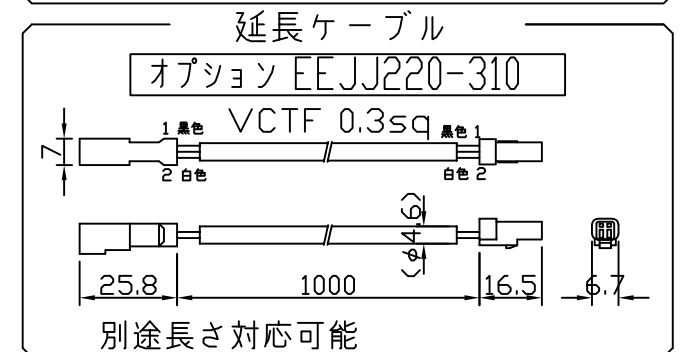 延長ケーブル
オプション EEJJ220-310
VCTF 0.3sq
1 黒色
黒色 1
7
2 白色
白色 2
(φ4.6)
25.8
1000
16.5
6.7
別途長さ対応可能